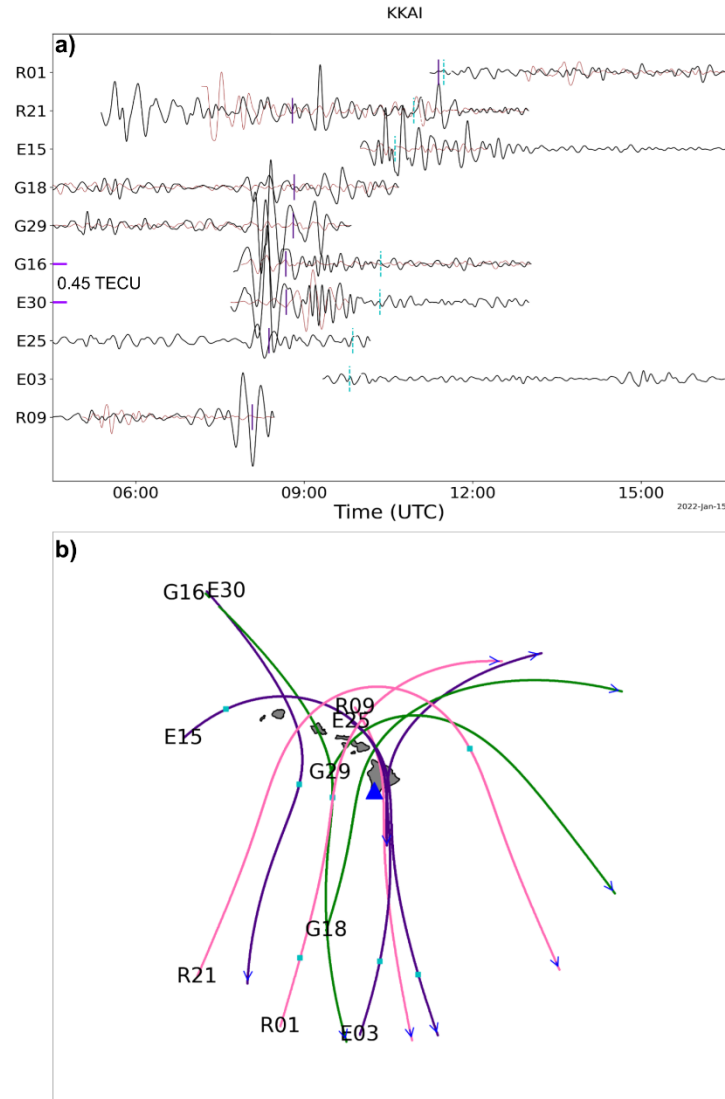 KKAI
a)
R01
R21
E15
G18
G29
G16
0.45 TECU
E30
E25
E03
R09
06:00 09:00 12:00 15:00
Time (UTC)
2022-Jan-15
b)
G16 E30
R09
E25
E15
G29
G18
R21
R01
E03